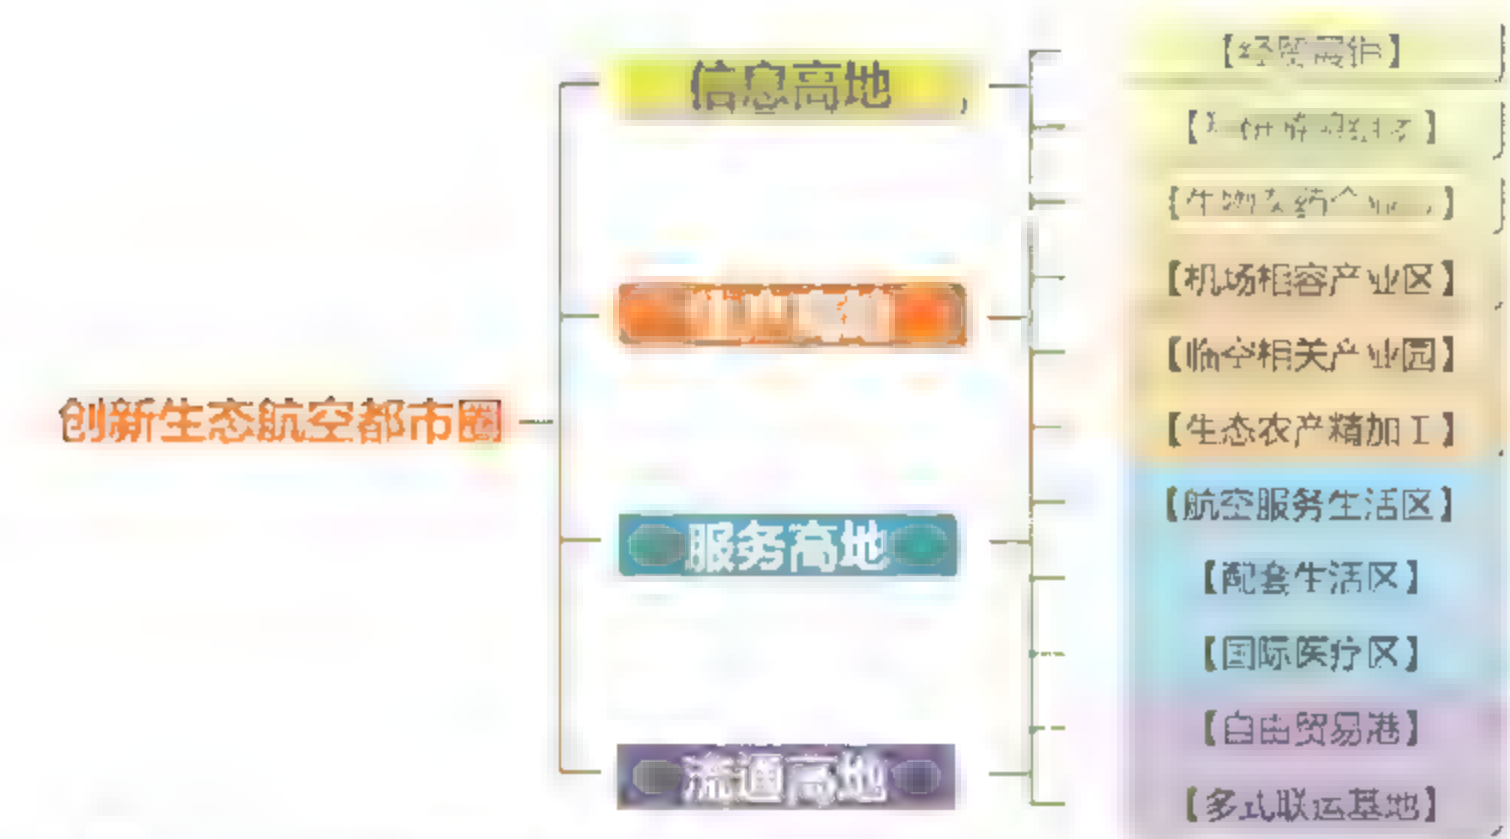 创新生态航空都市圈
信息高地
服务高地
流通高地
【机场相容产业区】
【临空相关产业园】
【生态农产精加工】
【航空服务生活区】
【配套生活区】
【国际医疗区】
【自由贸易港】
【多式联运基地】